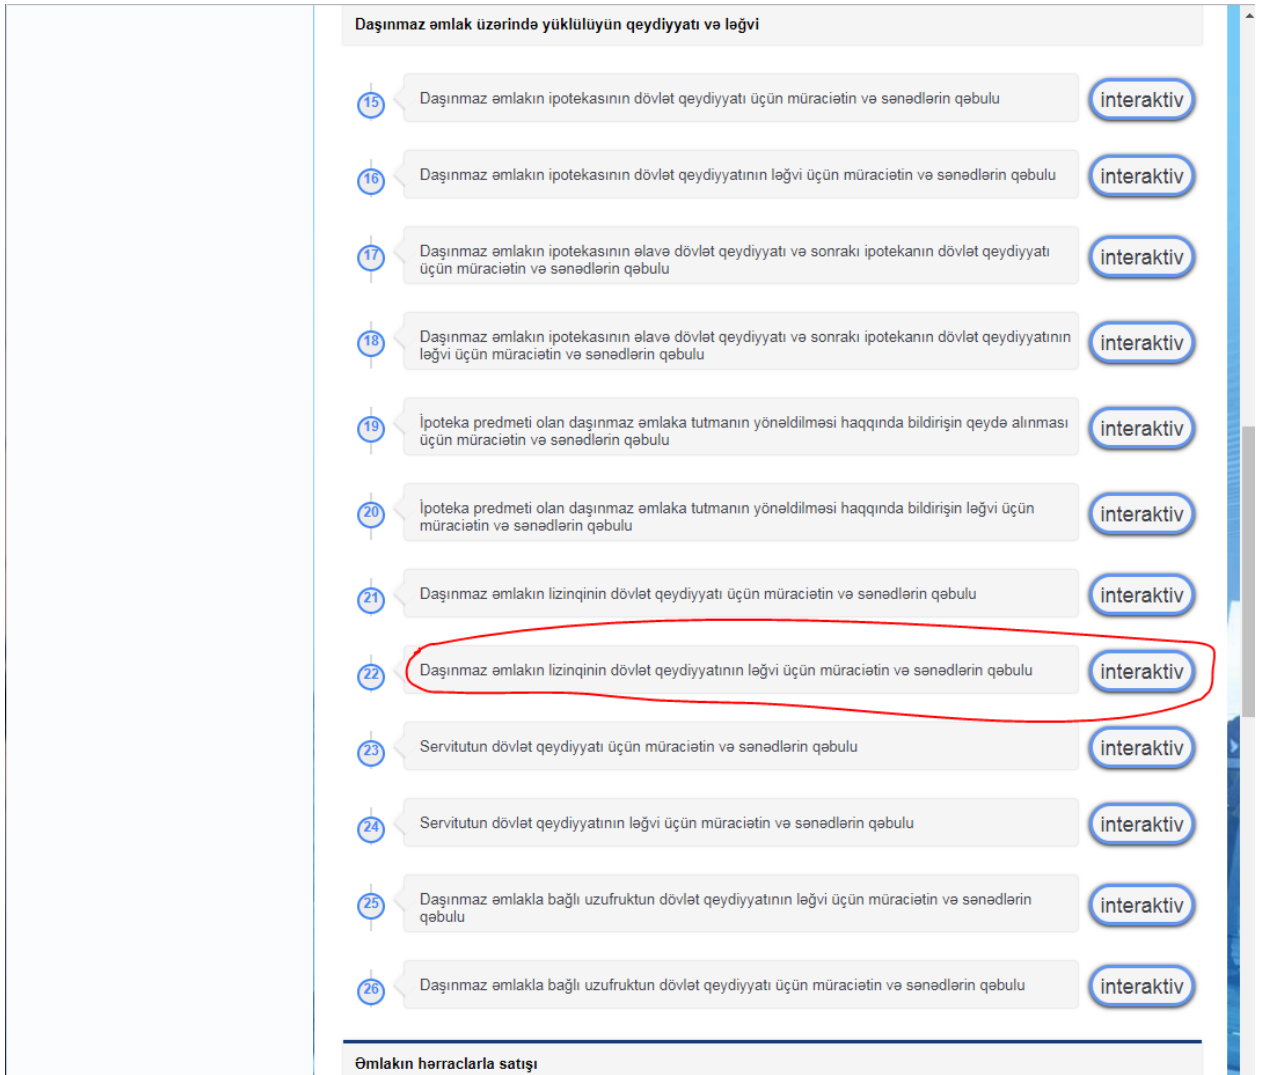 Daşınmaz əmlak üzərində yüklülüyün qeydiyyatı və ləğvi
15 Daşınmaz əmlakın ipotekasının dövlət qeydiyyatı üçün müraciətin və sənədlərin qəbulu interaktiv
16 Daşınmaz əmlakın ipotekasının dövlət qeydiyyatının ləğvi üçün müraciətin və sənədlərin qəbulu interaktiv
17 Daşınmaz əmlakın ipotekasının əlavə dövlət qeydiyyatı və sonrakı ipotekanın dövlət qeydiyyatı
üçün müraciətin və sənədlərin qəbulu interaktiv
18 Daşınmaz əmlakın ipotekasının əlavə dövlət qeydiyyatı və sonrakı ipotekanın dövlət qeydiyyatının
ləğvi üçün müraciətin və sənədlərin qəbulu interaktiv
19 İpoteka predmeti olan daşınmaz əmlaka tutmanın yönəldilməsi haqqında bildirişin qeydə alınması
üçün müraciətin və sənədlərin qəbulu interaktiv
20 İpoteka predmeti olan daşınmaz əmlaka tutmanın yönəldilməsi haqqında bildirişin ləğvi üçün
müraciətin və sənədlərin qəbulu interaktiv
21 Daşınmaz əmlakın lizinqinin dövlət qeydiyyatı üçün müraciətin və sənədlərin qəbulu interaktiv
22 Daşınmaz əmlakın lizinqinin dövlət qeydiyyatının ləğvi üçün müraciətin və sənədlərin qəbulu interaktiv
23 Servitutun dövlət qeydiyyatı üçün müraciətin və sənədlərin qəbulu interaktiv
24 Servitutun dövlət qeydiyyatının ləğvi üçün müraciətin və sənədlərin qəbulu interaktiv
25 Daşınmaz əmlakla bağlı uzufruktun dövlət qeydiyyatının ləğvi üçün müraciətin və sənədlərin
qəbulu interaktiv
26 Daşınmaz əmlakla bağlı uzufruktun dövlət qeydiyyatı üçün müraciətin və sənədlərin qəbulu interaktiv
Əmlakın hərraclarla satışı